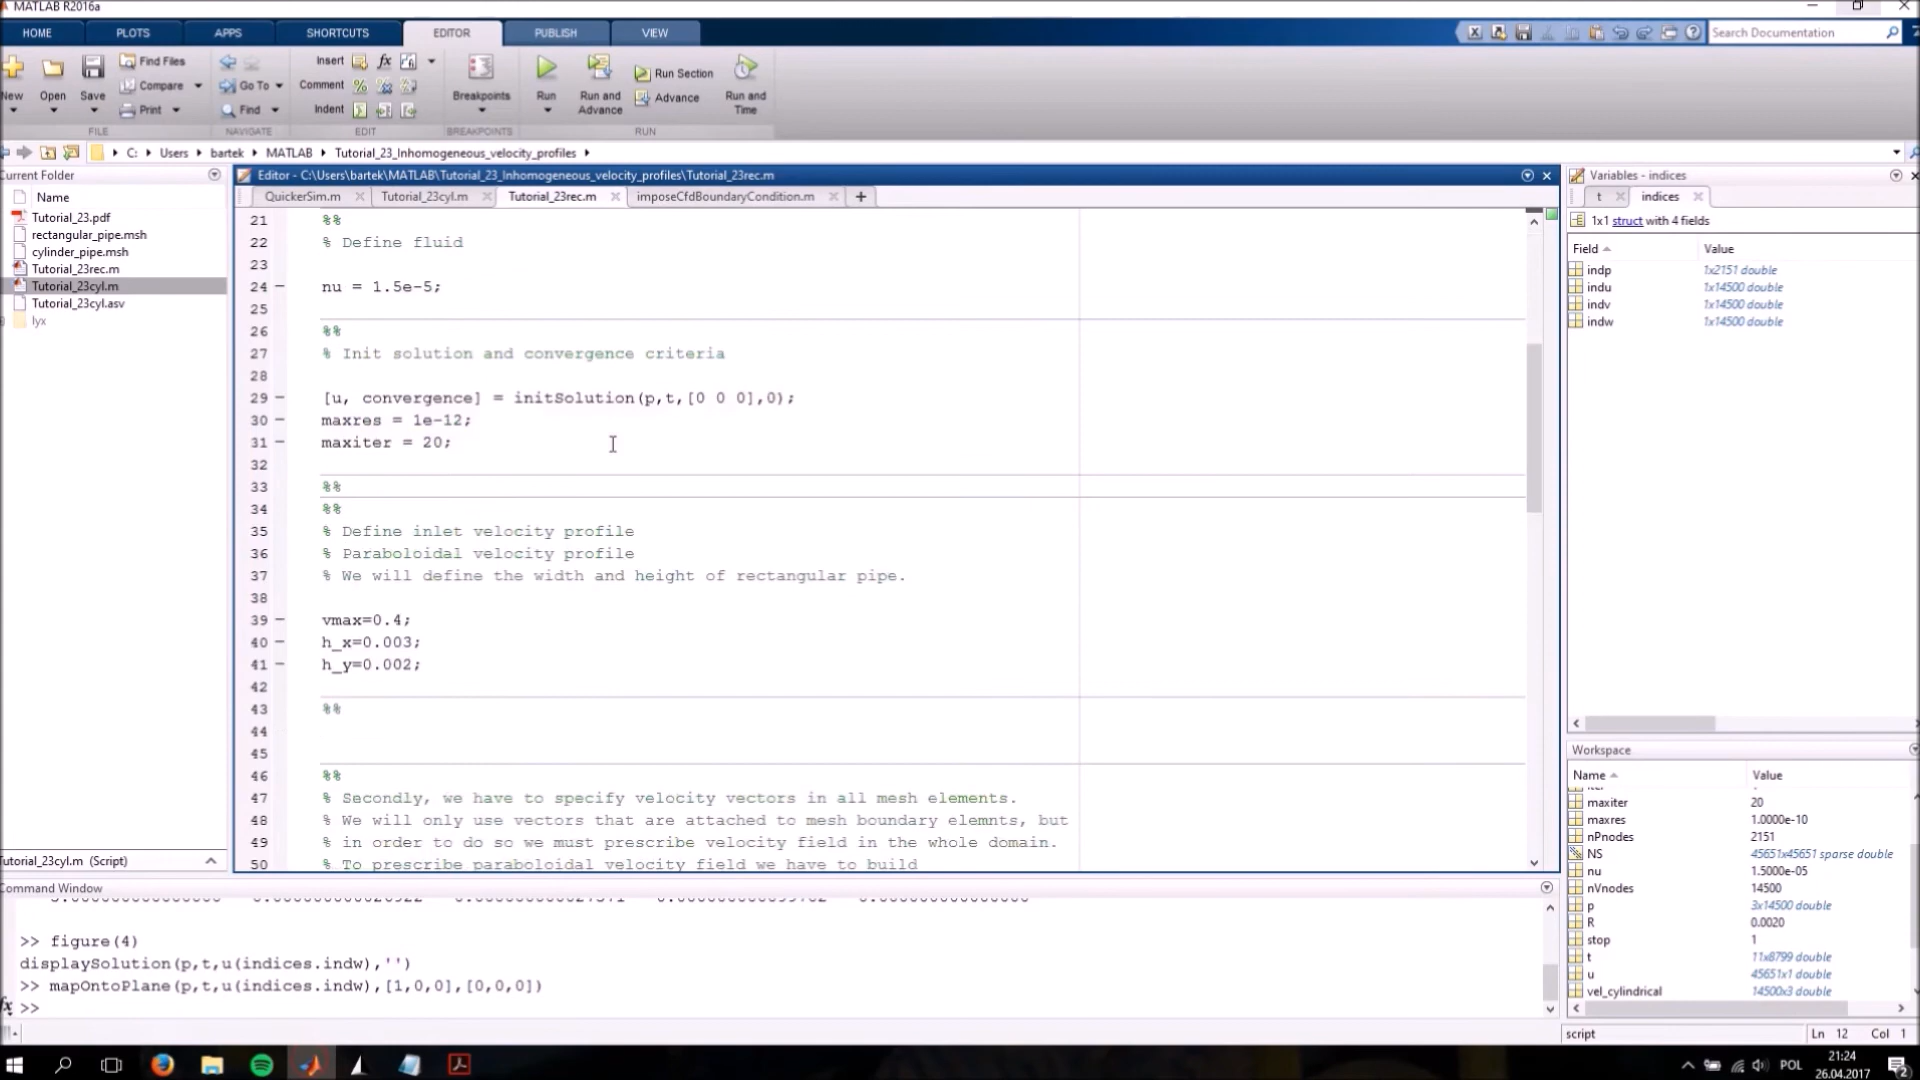 MATLAB R2016a
HOME PLOTS APPS SHORTCUTS EDITOR PUBLISH VIEW
Search Documentation
New Open Save
Find Files
Compare
Print
Go To
Find
Insert
Comment
Indent
Breakpoints
Run
Run and Advance
Run Section
Advance
Run and Time
FILE NAVIGATE EDIT BREAKPOINTS RUN
C: Users bartek MATLAB Tutorial_23_Inhomogeneous_velocity_profiles
Current Folder
Name
Tutorial_23.pdf
rectangular_pipe.msh
cylinder_pipe.msh
Tutorial_23rec.m
Tutorial_23cyl.m
Tutorial_23cyl.asv
lyx
Tutorial_23cyl.m (Script)
Editor - C:\Users\bartek\MATLAB\Tutorial_23_Inhomogeneous_velocity_profiles\Tutorial_23rec.m
QuickerSim.m Tutorial_23cyl.m Tutorial_23rec.m imposeCfdBoundaryCondition.m
21 %%
22 % Define fluid
23
24 nu = 1.5e-5;
25
26 %%
27 % Init solution and convergence criteria
28
29 [u, convergence] = initSolution(p,t,[0 0 0],0);
30 maxres = 1e-12;
31 maxiter = 20;
32
33 %%
34 %%
35 % Define inlet velocity profile
36 % Paraboloidal velocity profile
37 % We will define the width and height of rectangular pipe.
38
39 vmax=0.4;
40 h_x=0.003;
41 h_y=0.002;
42
43 %%
44
45
46 %%
47 % Secondly, we have to specify velocity vectors in all mesh elements.
48 % We will only use vectors that are attached to mesh boundary elemnts, but
49 % in order to do so we must prescribe velocity field in the whole domain.
50 % To prescribe paraboloidal velocity field we have to build
Command Window
>> figure(4)
displaySolution(p,t,u(indices.indw),'')
>> mapOntoPlane(p,t,u(indices.indw),[1,0,0],[0,0,0])
fx >>
Variables - indices
t indices
1x1 struct with 4 fields
Field Value
indp 1x2151 double
indu 1x14500 double
indv 1x14500 double
indw 1x14500 double
Workspace
Name Value
maxiter 20
maxres 1.0000e-10
nPnodes 2151
NS 45651x45651 sparse double
nu 1.5000e-05
nVnodes 14500
p 3x14500 double
R 0.0020
stop 1
t 11x8799 double
u 45651x1 double
vel_cylindrical 14500x3 double
script Ln 12 Col 1
POL
21:24
26.04.2017
2